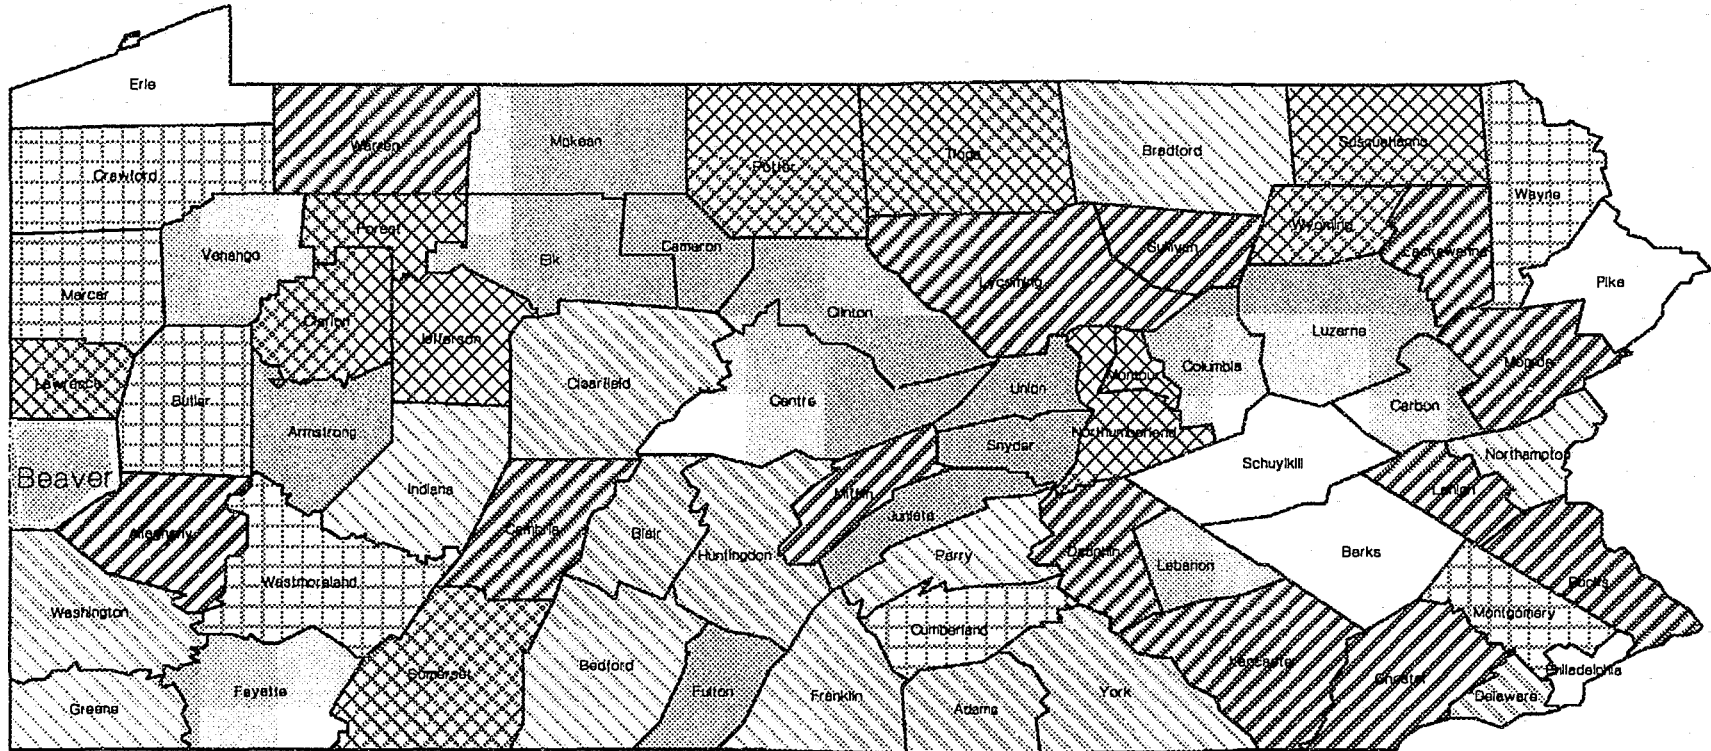 Erie
Warren
Mckean
Potter
Tioga
Bradford
Susquehanna
Crawford
Wayne
Forest
Wyoming
Venango
Elk
Cameron
Sullivan
Lackawanna
Mercer
Lycoming
Pike
Clarion
Clinton
Jefferson
Luzerne
Lawrence
Clearfield
Columbia
Monroe
Montour
Butler
Centre
Union
Carbon
Armstrong
Northumberland
Snyder
Northampton
Beaver
Indiana
Schuylkill
Mifflin
Lehigh
Juniata
Allegheny
Cambria
Blair
Huntingdon
Perry
Dauphin
Berks
Lebanon
Westmoreland
Bucks
Washington
Montgomery
Cumberland
Somerset
Bedford
Lancaster
Philadelphia
Chester
Fayette
Fulton
Franklin
York
Delaware
Greene
Adams